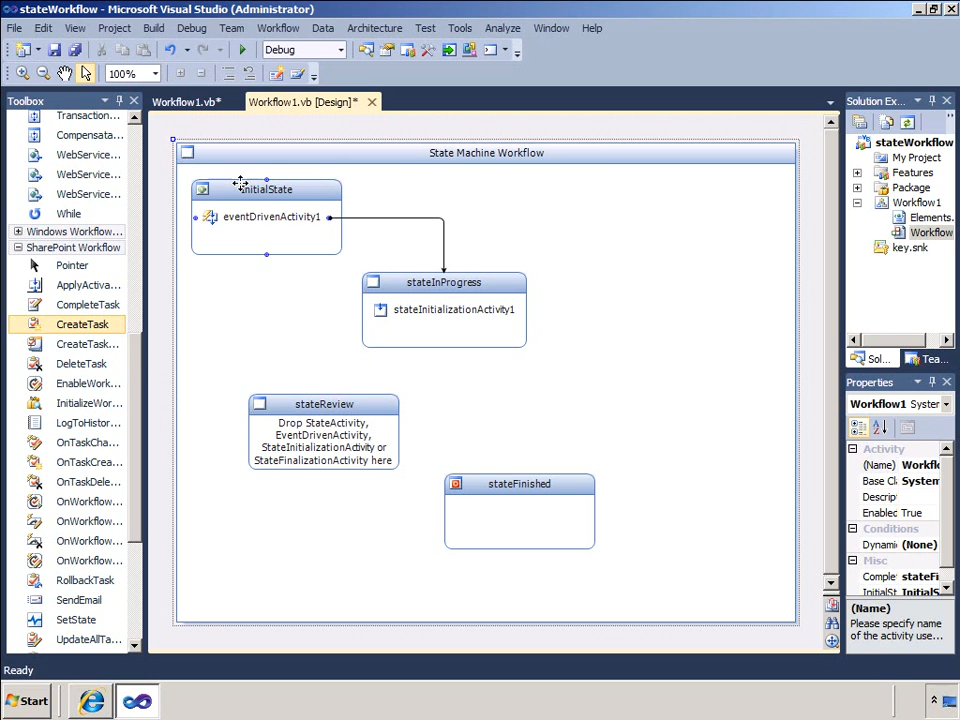 stateWorkflow - Microsoft Visual Studio (Administrator)
File Edit View Project Build Debug Team Workflow Data Architecture Test Tools Analyze Window Help
Debug
100%
Toolbox
Workflow1.vb*
Workflow1.vb [Design]*
Solution Ex...
Transaction...
Compensata...
WebService...
WebService...
WebService...
While
Windows Workflow...
SharePoint Workflow
Pointer
ApplyActiva...
CompleteTask
CreateTask
CreateTask...
DeleteTask
EnableWork...
InitializeWor...
LogToHistor...
OnTaskCha...
OnTaskCrea...
OnTaskDele...
OnWorkflow...
OnWorkflow...
OnWorkflow...
OnWorkflow...
RollbackTask
SendEmail
SetState
UpdateAllTa...
State Machine Workflow
InitialState
eventDrivenActivity1
stateInProgress
stateInitializationActivity1
stateReview
Drop StateActivity,
EventDrivenActivity,
StateInitializationActivity or
StateFinalizationActivity here
stateFinished
stateWorkflow
My Project
Features
Package
Workflow1
Elements.
Workflow
key.snk
Sol...
Tea...
Properties
Workflow1 System
Activity
(Name) Workfl
Base Cl System
Descrip
Enabled True
Conditions
Dynami (None)
Misc
Comple stateFi
InitialSt InitialS
(Name)
Please specify name
of the activity use...
Ready
Start